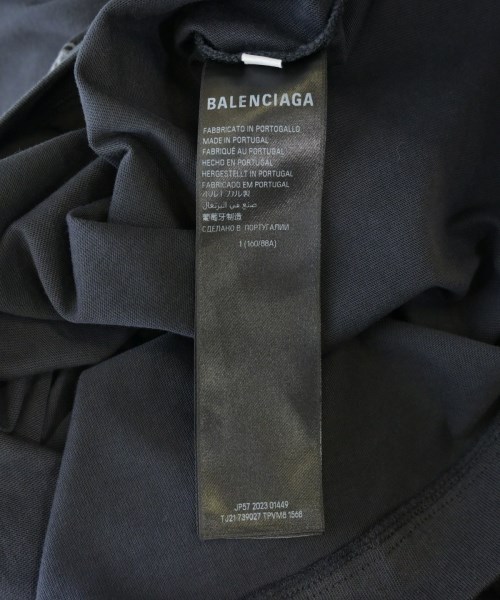 BALENCIAGA
FABBRICATO IN PORTOGALLO
MADE IN PORTUGAL
FABRIQUÉ AU PORTUGAL
HECHO EN PORTUGAL
HERGESTELLT IN PORTUGAL
FABRICADO EM PORTUGAL
ポルトガル製
صنع في البرتغال
葡萄牙制造
СДЕЛАНО В ПОРТУГАЛИИ
1 (160/88A)
JP57 2023 01449
TJ21-739027 TPVM8 1568